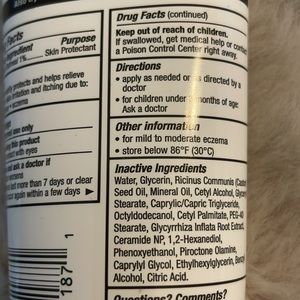 Facts
Purpose
Skin Protectant
Drug Facts (continued)
Keep out of reach of children.
If swallowed, get medical help or
a Poison Control Center right away.
Directions
• apply as needed or as directed by a
doctor
• for children under months of age:
Ask a doctor
Other information
• for mild to moderate eczema
• store below 86°F (30°C)
Inactive Ingredients
Water, Glycerin, Ricinus Communis (Castor)
Seed Oil, Mineral Oil, Cetyl Alcohol,
Stearate, Caprylic/Capric Triglyceride,
Octyldodecanol, Cetyl Palmitate, PEG-40
Stearate, Glycyrrhiza Inflata Root Extract,
Ceramide NP, 1,2-Hexanediol,
Phenoxyethanol, Piroctone Olamine,
Caprylyl Glycol, Ethylhexylglycerin, Benzyl
Alcohol, Citric Acid.
Questions? Comments?
protects and helps relieve
irritation and itching due to:
eczema
use only
this product
contact with eyes
ask a doctor if
last more than 7 days or clear
occur again within a few days
187
1